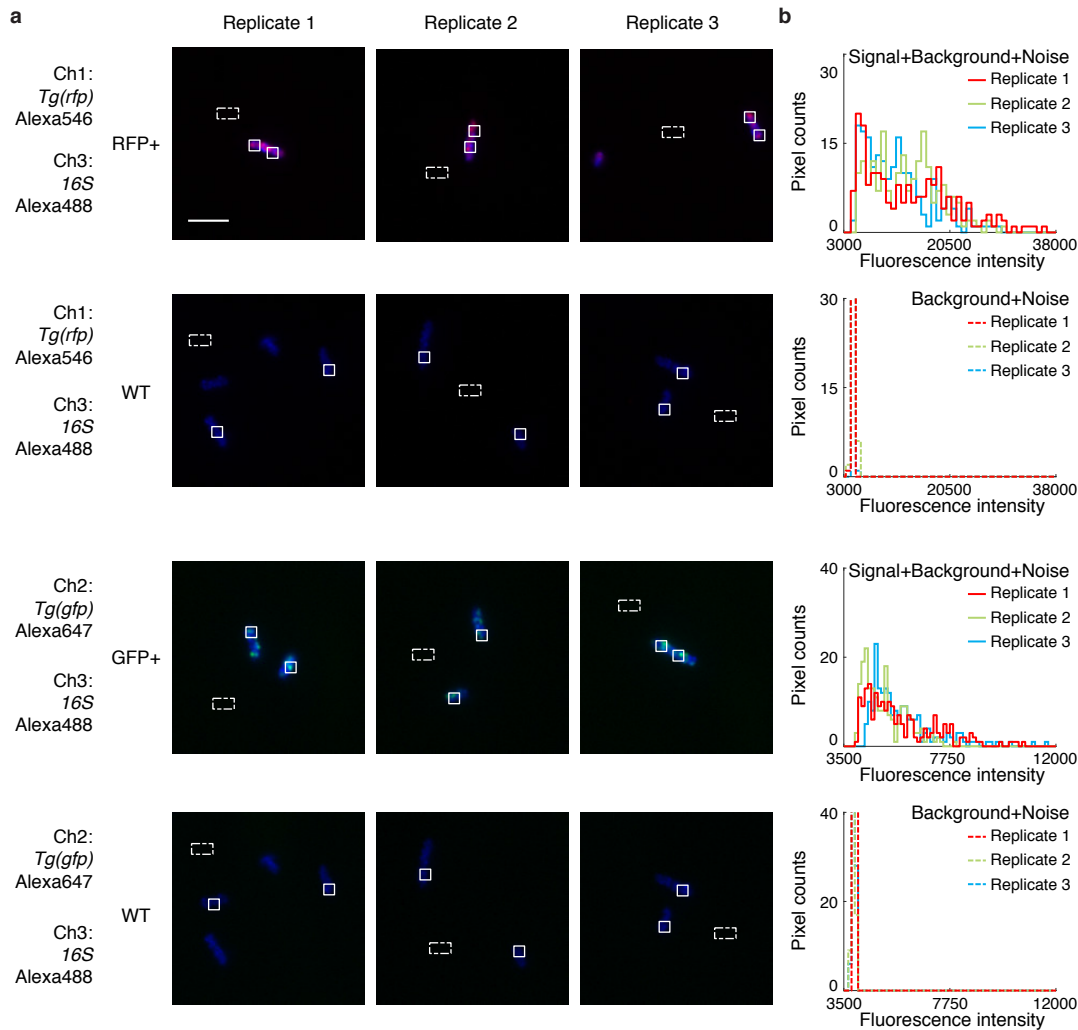 a
Replicate 1
Replicate 2
Replicate 3
b
Ch1:
Tg(rfp)
Alexa546
Ch3:
16S
Alexa488
RFP+
Signal+Background+Noise
Replicate 1
Replicate 2
Replicate 3
Pixel counts
30
15
0
3000
20500
38000
Fluorescence intensity
Ch1:
Tg(rfp)
Alexa546
Ch3:
16S
Alexa488
WT
Background+Noise
Replicate 1
Replicate 2
Replicate 3
Pixel counts
30
15
0
3000
20500
38000
Fluorescence intensity
Ch2:
Tg(gfp)
Alexa647
Ch3:
16S
Alexa488
GFP+
Signal+Background+Noise
Replicate 1
Replicate 2
Replicate 3
Pixel counts
40
20
0
3500
7750
12000
Fluorescence intensity
Ch2:
Tg(gfp)
Alexa647
Ch3:
16S
Alexa488
WT
Background+Noise
Replicate 1
Replicate 2
Replicate 3
Pixel counts
40
20
0
3500
7750
12000
Fluorescence intensity